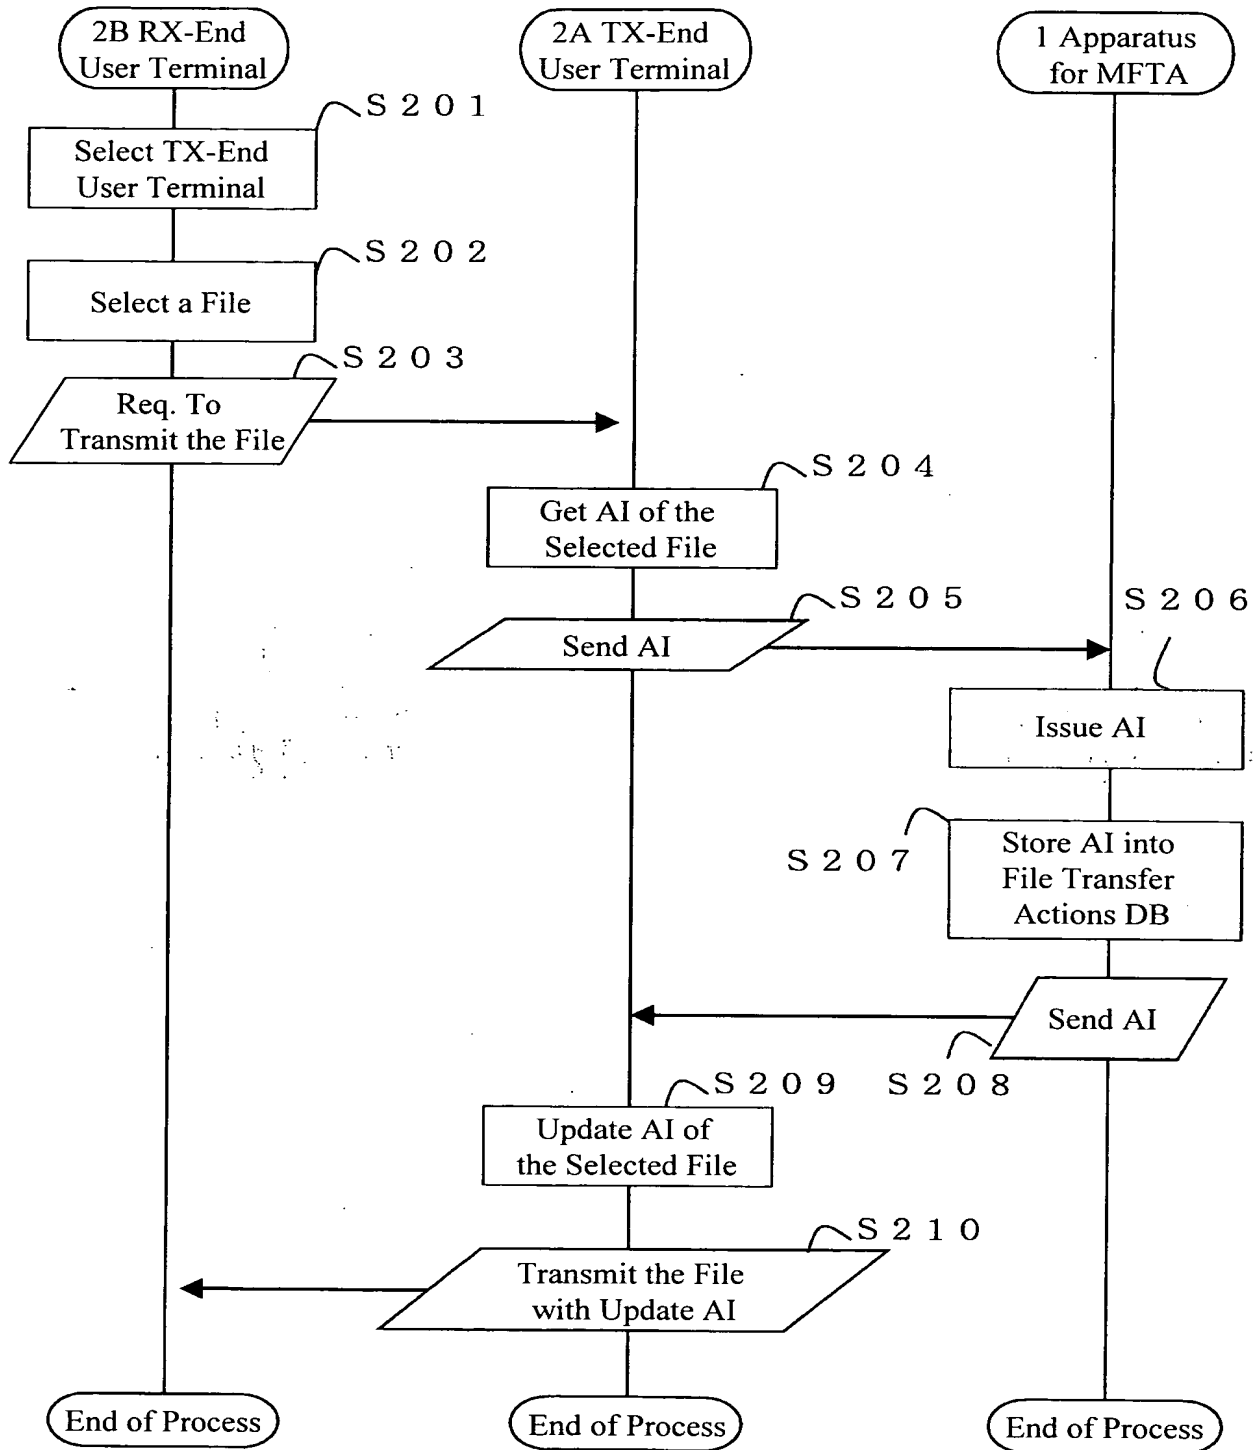 2B RX-End
User Terminal
2A TX-End
User Terminal
1 Apparatus
for MFTA
S201
Select TX-End
User Terminal
S202
Select a File
S203
Req. To
Transmit the File
S204
Get AI of the
Selected File
S205
Send AI
S206
Issue AI
S207
Store AI into
File Transfer
Actions DB
Send AI
S208
S209
Update AI of
the Selected File
S210
Transmit the File
with Update AI
End of Process
End of Process
End of Process